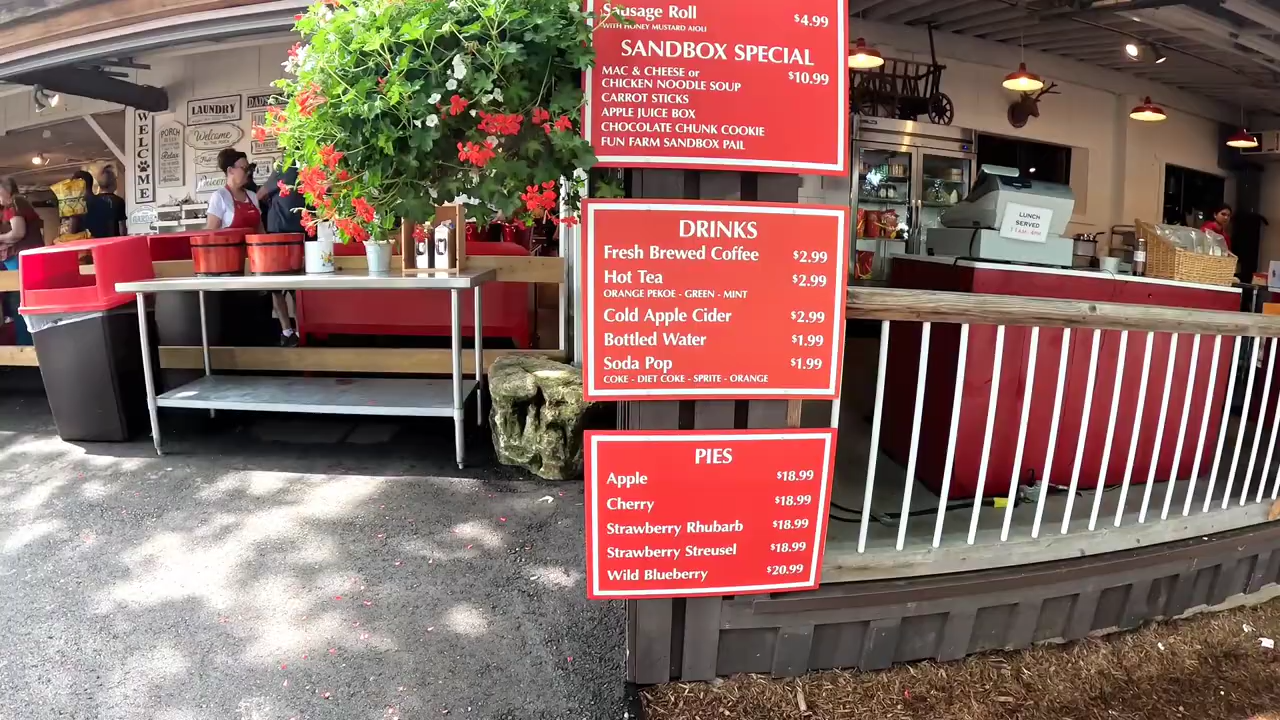 Sausage Roll $4.99
WITH HONEY MUSTARD AIOLI
SANDBOX SPECIAL
MAC & CHEESE or $10.99
CHICKEN NOODLE SOUP
CARROT STICKS
APPLE JUICE BOX
CHOCOLATE CHUNK COOKIE
FUN FARM SANDBOX PAIL
DRINKS
Fresh Brewed Coffee $2.99
Hot Tea $2.99
ORANGE PEKOE - GREEN - MINT
Cold Apple Cider $2.99
Bottled Water $1.99
Soda Pop $1.99
COKE - DIET COKE - SPRITE - ORANGE
PIES
Apple $18.99
Cherry $18.99
Strawberry Rhubarb $18.99
Strawberry Streusel $18.99
Wild Blueberry $20.99
LAUNDRY
WELCOME
PORCH
Relax
Welcome
LUNCH
SERVED
11AM-4PM